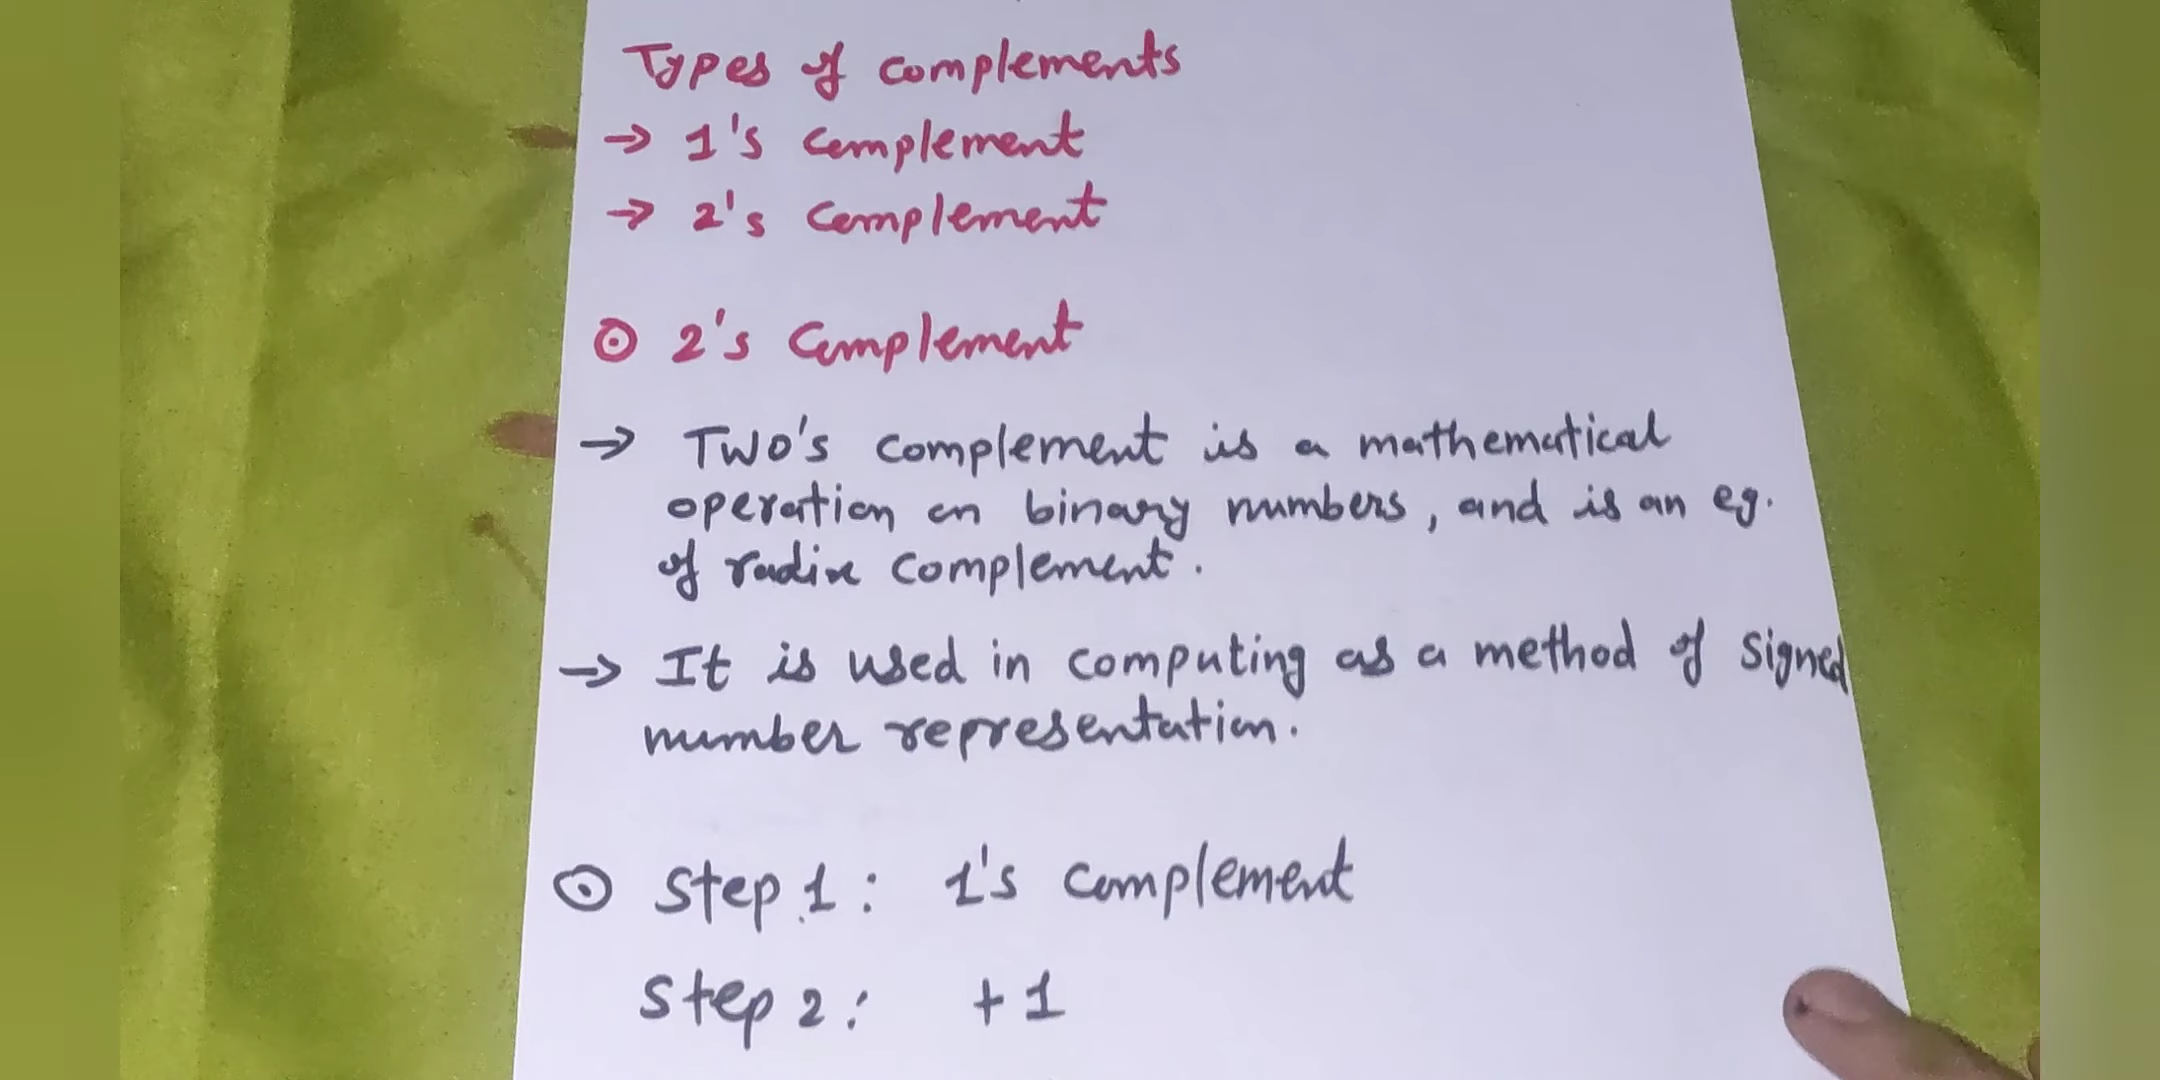 Types of complements
→ 1's complement
→ 2's complement
⊙ 2's Complement
→ Two's complement is a mathematical
operation on binary numbers, and is an eg.
of radix complement.
→ It is used in computing as a method of signed
number representation.
⊙ Step 1: 1's complement
Step 2: +1